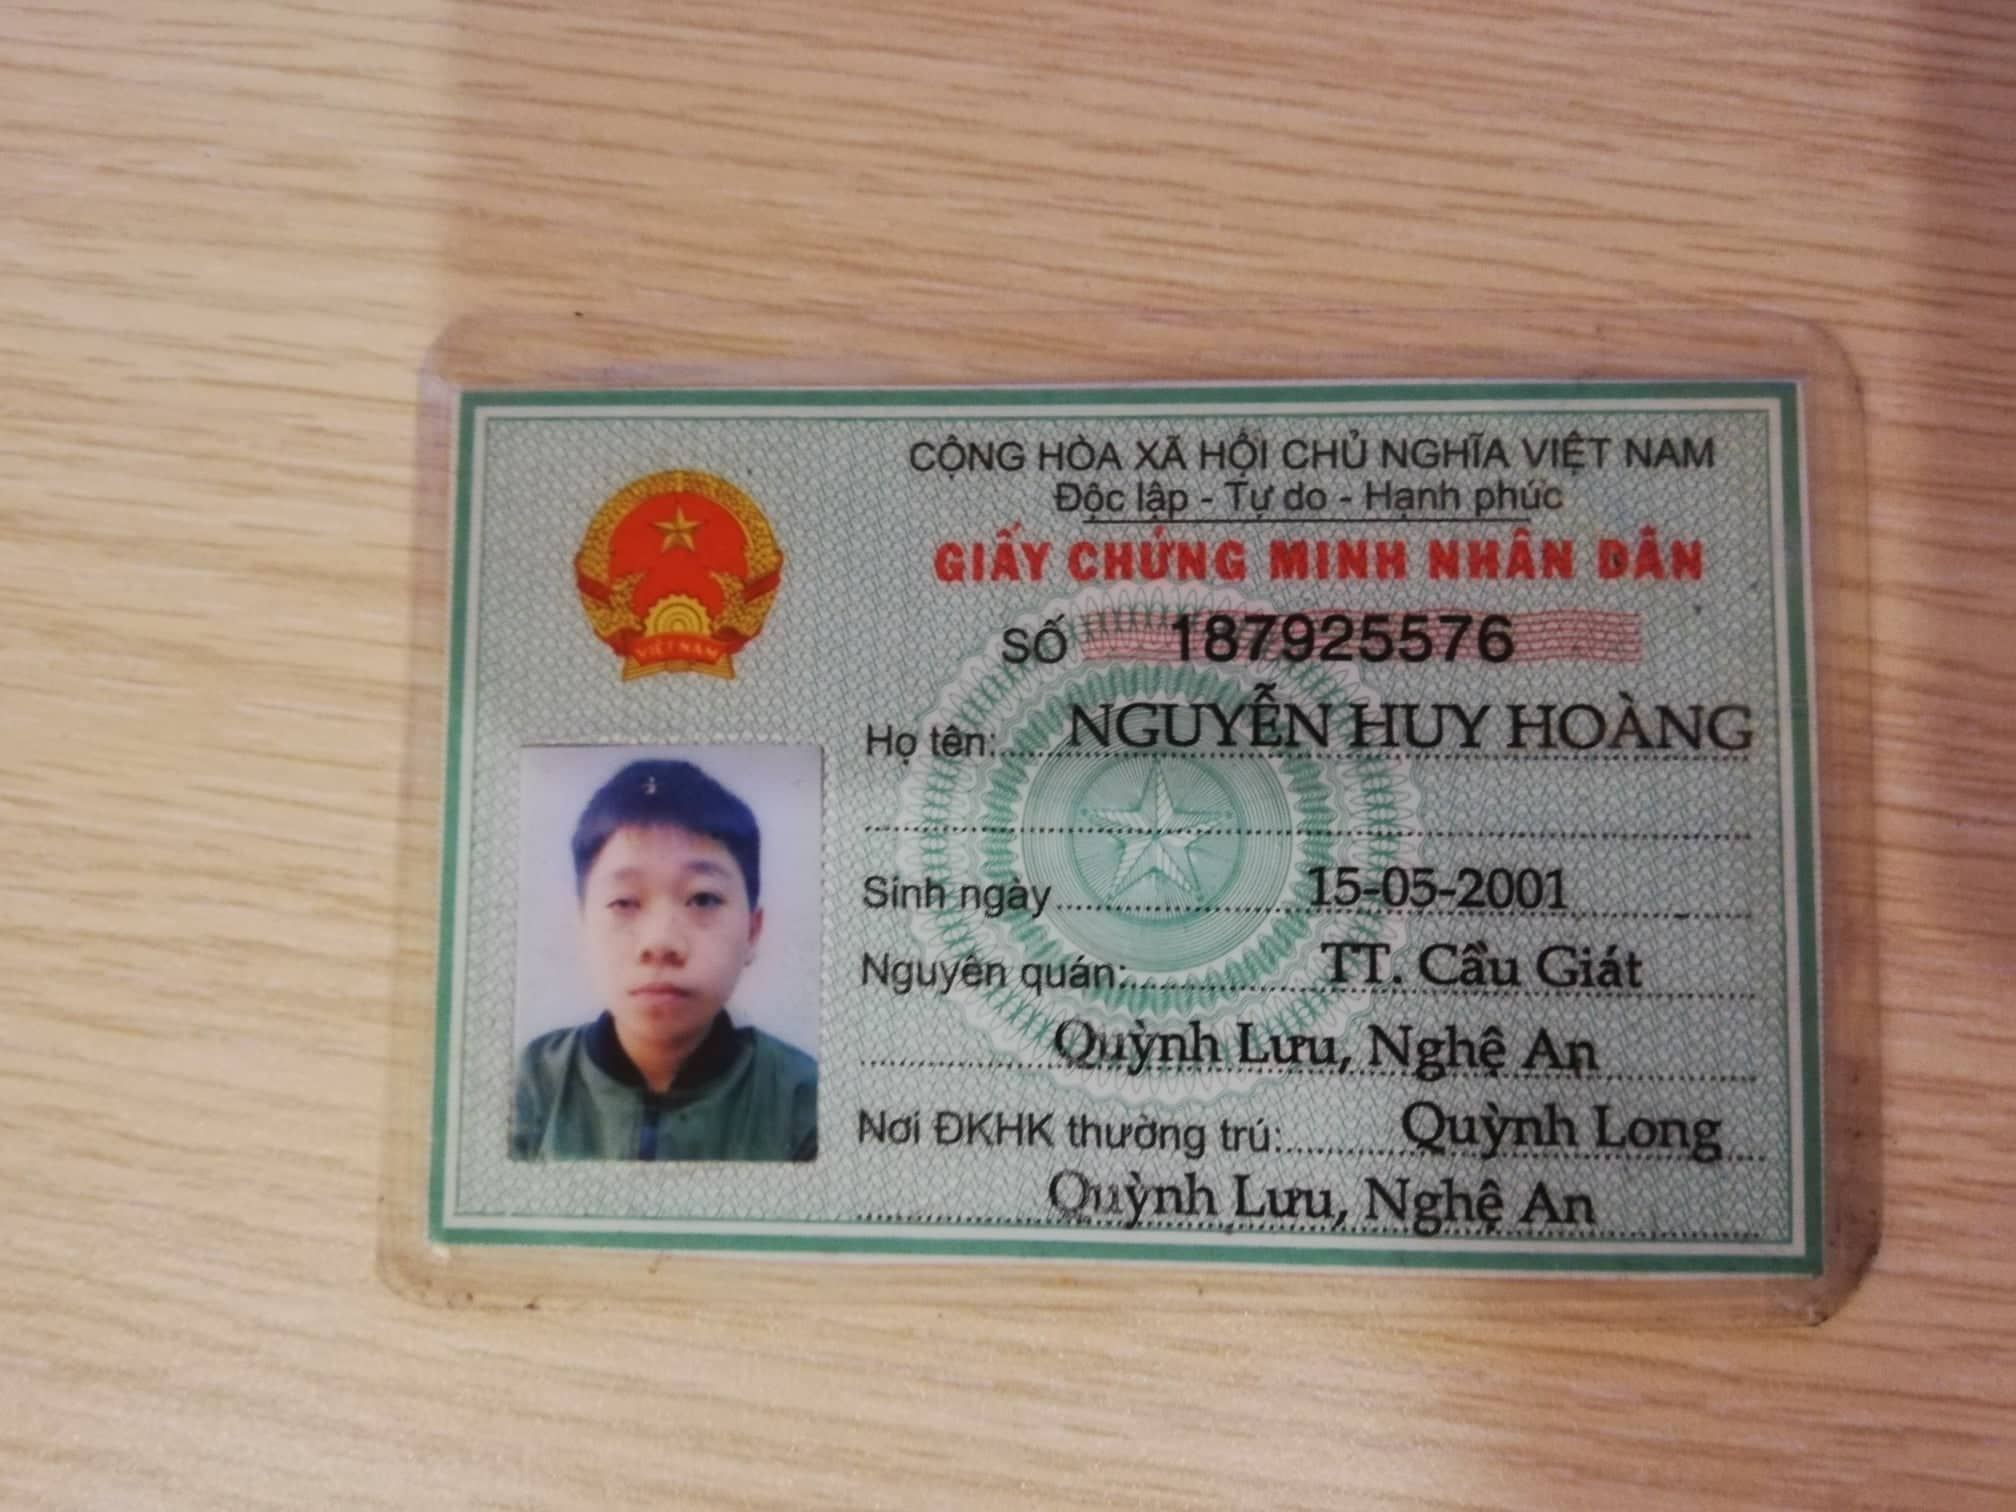 CỘNG HÒA XÃ HỘI CHỦ NGHĨA VIỆT NAM
Độc lập - Tự do - Hạnh phúc
GIẤY CHỨNG MINH NHÂN DÂN
SỐ 187925576
VIỆT NAM
Họ tên: NGUYỄN HUY HOÀNG
Sinh ngày 15-05-2001
Nguyên quán: TT. Cầu Giát
Quỳnh Lưu, Nghệ An
Nơi ĐKHK thường trú: Quỳnh Long
Quỳnh Lưu, Nghệ An